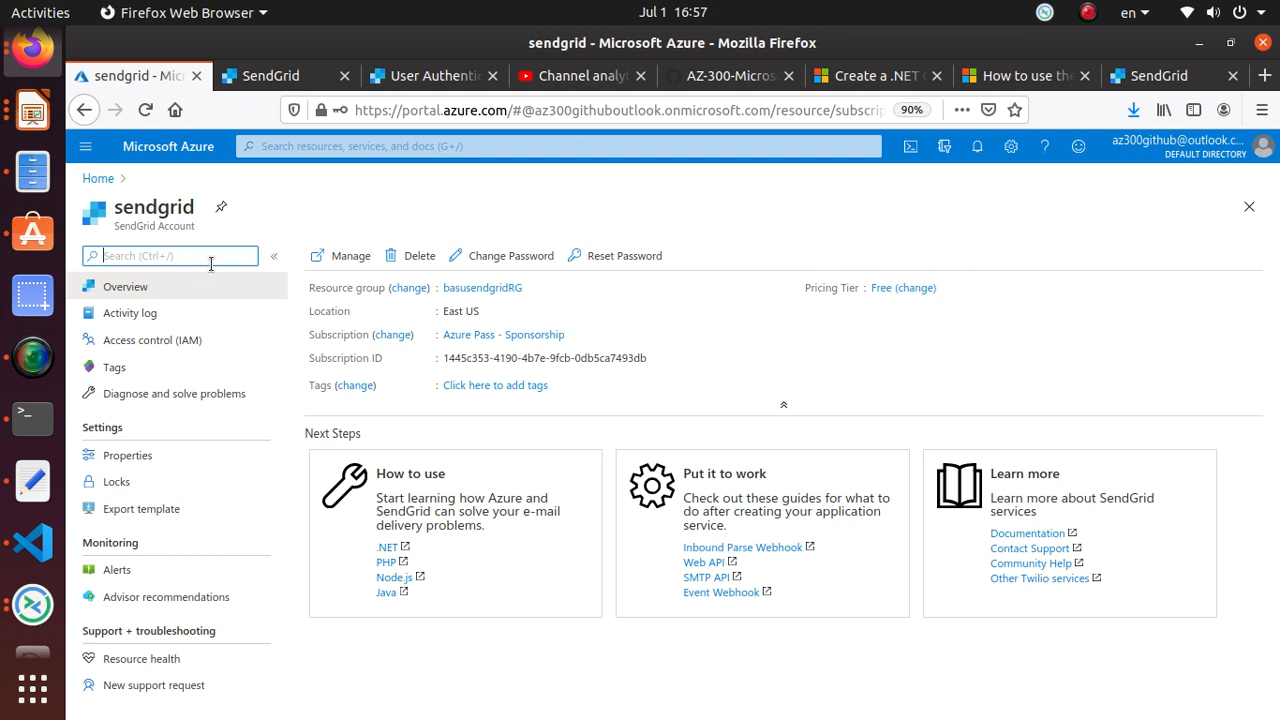 Activities
Firefox Web Browser
Jul 1 16:57
en
sendgrid - Microsoft Azure - Mozilla Firefox
sendgrid - Micr
SendGrid
User Authentic
Channel analyt
AZ-300-Micros
Create a .NET
How to use the
SendGrid
https://portal.azure.com/#@az300githuboutlook.onmicrosoft.com/resource/subscrip
90%
Microsoft Azure
Search resources, services, and docs (G+/)
az300github@outlook.c...
DEFAULT DIRECTORY
Home
sendgrid
SendGrid Account
Search (Ctrl+/)
Manage
Delete
Change Password
Reset Password
Overview
Activity log
Access control (IAM)
Tags
Diagnose and solve problems
Settings
Properties
Locks
Export template
Monitoring
Alerts
Advisor recommendations
Support + troubleshooting
Resource health
New support request
Resource group (change) : basusendgridRG
Location : East US
Subscription (change) : Azure Pass - Sponsorship
Subscription ID : 1445c353-4190-4b7e-9fcb-0db5ca7493db
Tags (change) : Click here to add tags
Pricing Tier : Free (change)
Next Steps
How to use
Start learning how Azure and
SendGrid can solve your e-mail
delivery problems.
.NET
PHP
Node.js
Java
Put it to work
Check out these guides for what to
do after creating your application
service.
Inbound Parse Webhook
Web API
SMTP API
Event Webhook
Learn more
Learn more about SendGrid
services
Documentation
Contact Support
Community Help
Other Twilio services